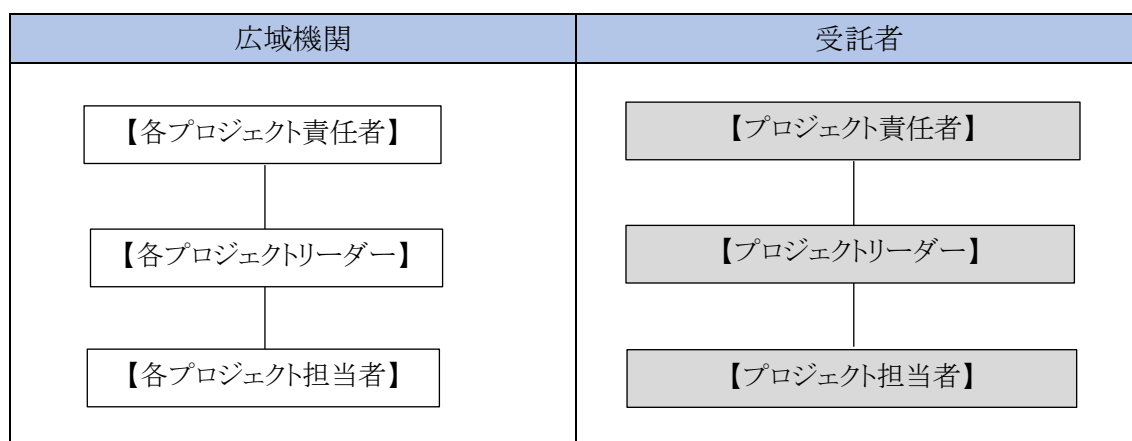 広域機関
受託者
【各プロジェクト責任者】
【プロジェクト責任者】
【各プロジェクトリーダー】
【プロジェクトリーダー】
【各プロジェクト担当者】
【プロジェクト担当者】